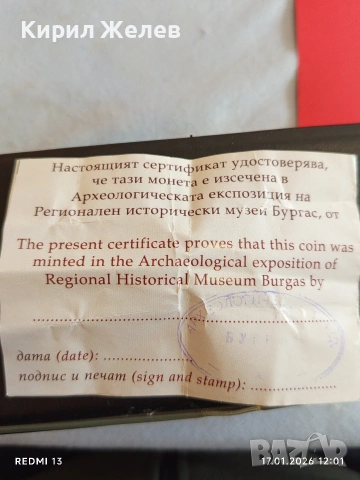 Кирил Желев
Настоящият сертификат удостоверява,
че тази монета е изсечена в
Археологическата експозиция на
Регионален исторически музей Бургас, от
The present certificate proves that this coin was
minted in the Archaeological exposition of
Regional Historical Museum Burgas by
дата (date):
подпис и печат (sign and stamp):
REDMI 13
17.01.2026 12:01
BAZAR